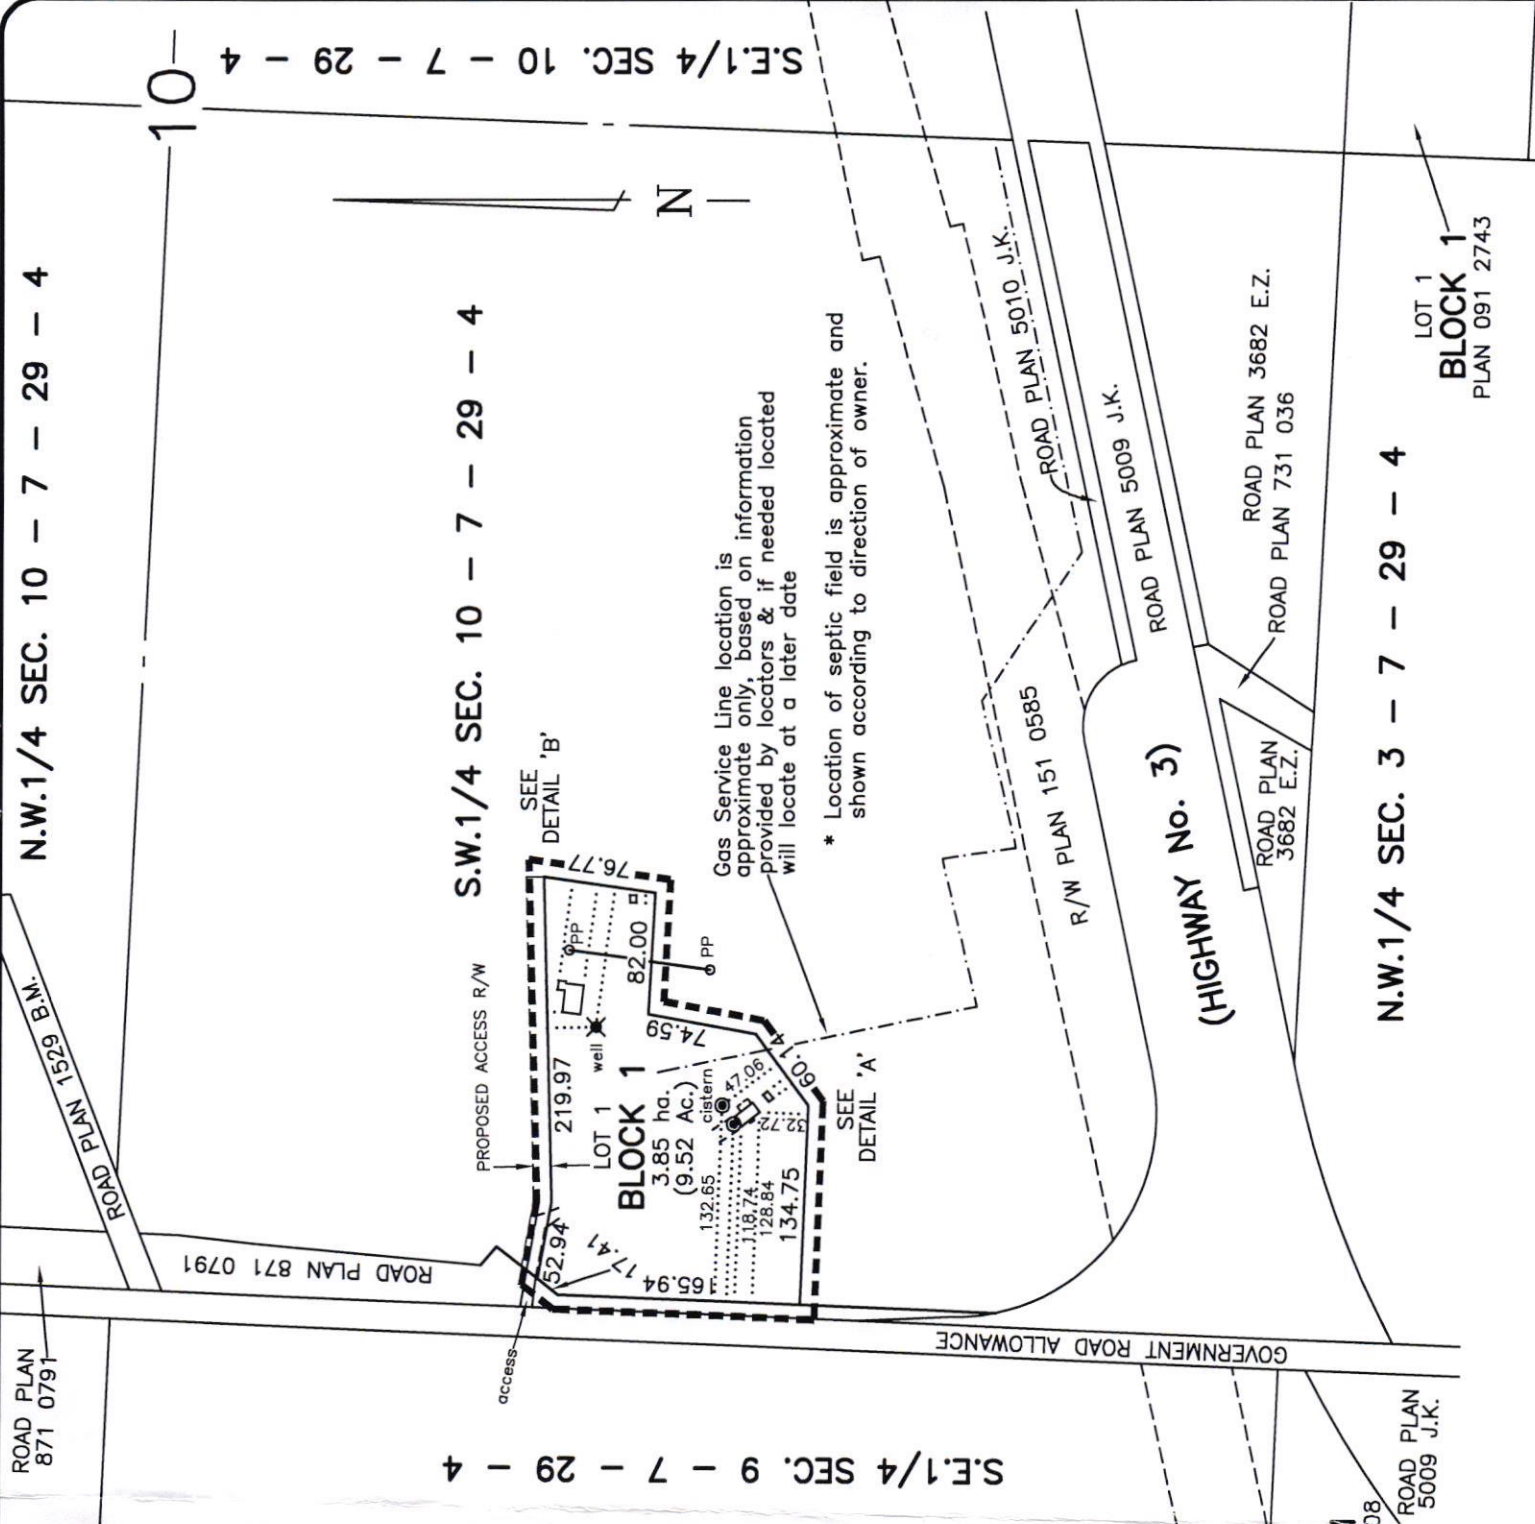 S.E.1/4 SEC. 10 - 7 - 29 - 4
10
N.W.1/4 SEC. 10 - 7 - 29 - 4
N
S.W.1/4 SEC. 10 - 7 - 29 - 4
ROAD PLAN 1529 B.M.
ROAD PLAN 871 0791
ROAD PLAN
871 0791
SEE
DETAIL 'B'
PROPOSED ACCESS R/W
76.77
PP
82.00
PP
219.97
well
74.59
LOT 1
BLOCK 1
3.85 ha.
(9.52 Ac.)
cistern
47.06
60.14
32.72
132.65
118.74
128.84
134.75
52.94
17.41
165.94
access
SEE
DETAIL 'A'
Gas Service Line location is
approximate only, based on information
provided by locators & if needed located
will locate at a later date
* Location of septic field is approximate and
shown according to direction of owner.
R/W PLAN 151 0585
ROAD PLAN 5010 J.K.
ROAD PLAN 5009 J.K.
(HIGHWAY No. 3)
ROAD PLAN 3682 E.Z.
ROAD PLAN 731 036
ROAD PLAN
3682 E.Z.
LOT 1
BLOCK 1
PLAN 091 2743
N.W.1/4 SEC. 3 - 7 - 29 - 4
GOVERNMENT ROAD ALLOWANCE
S.E.1/4 SEC. 9 - 7 - 29 - 4
ROAD PLAN
5009 J.K.
08